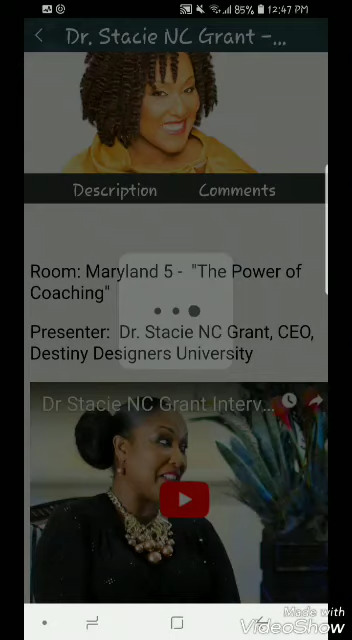 85% 12:47 PM
Dr. Stacie NC Grant –...
Description Comments
Room: Maryland 5 - "The Power of
Coaching"
Presenter: Dr. Stacie NC Grant, CEO,
Destiny Designers University
Dr Stacie NC Grant Interv...
Made with
VideoShow